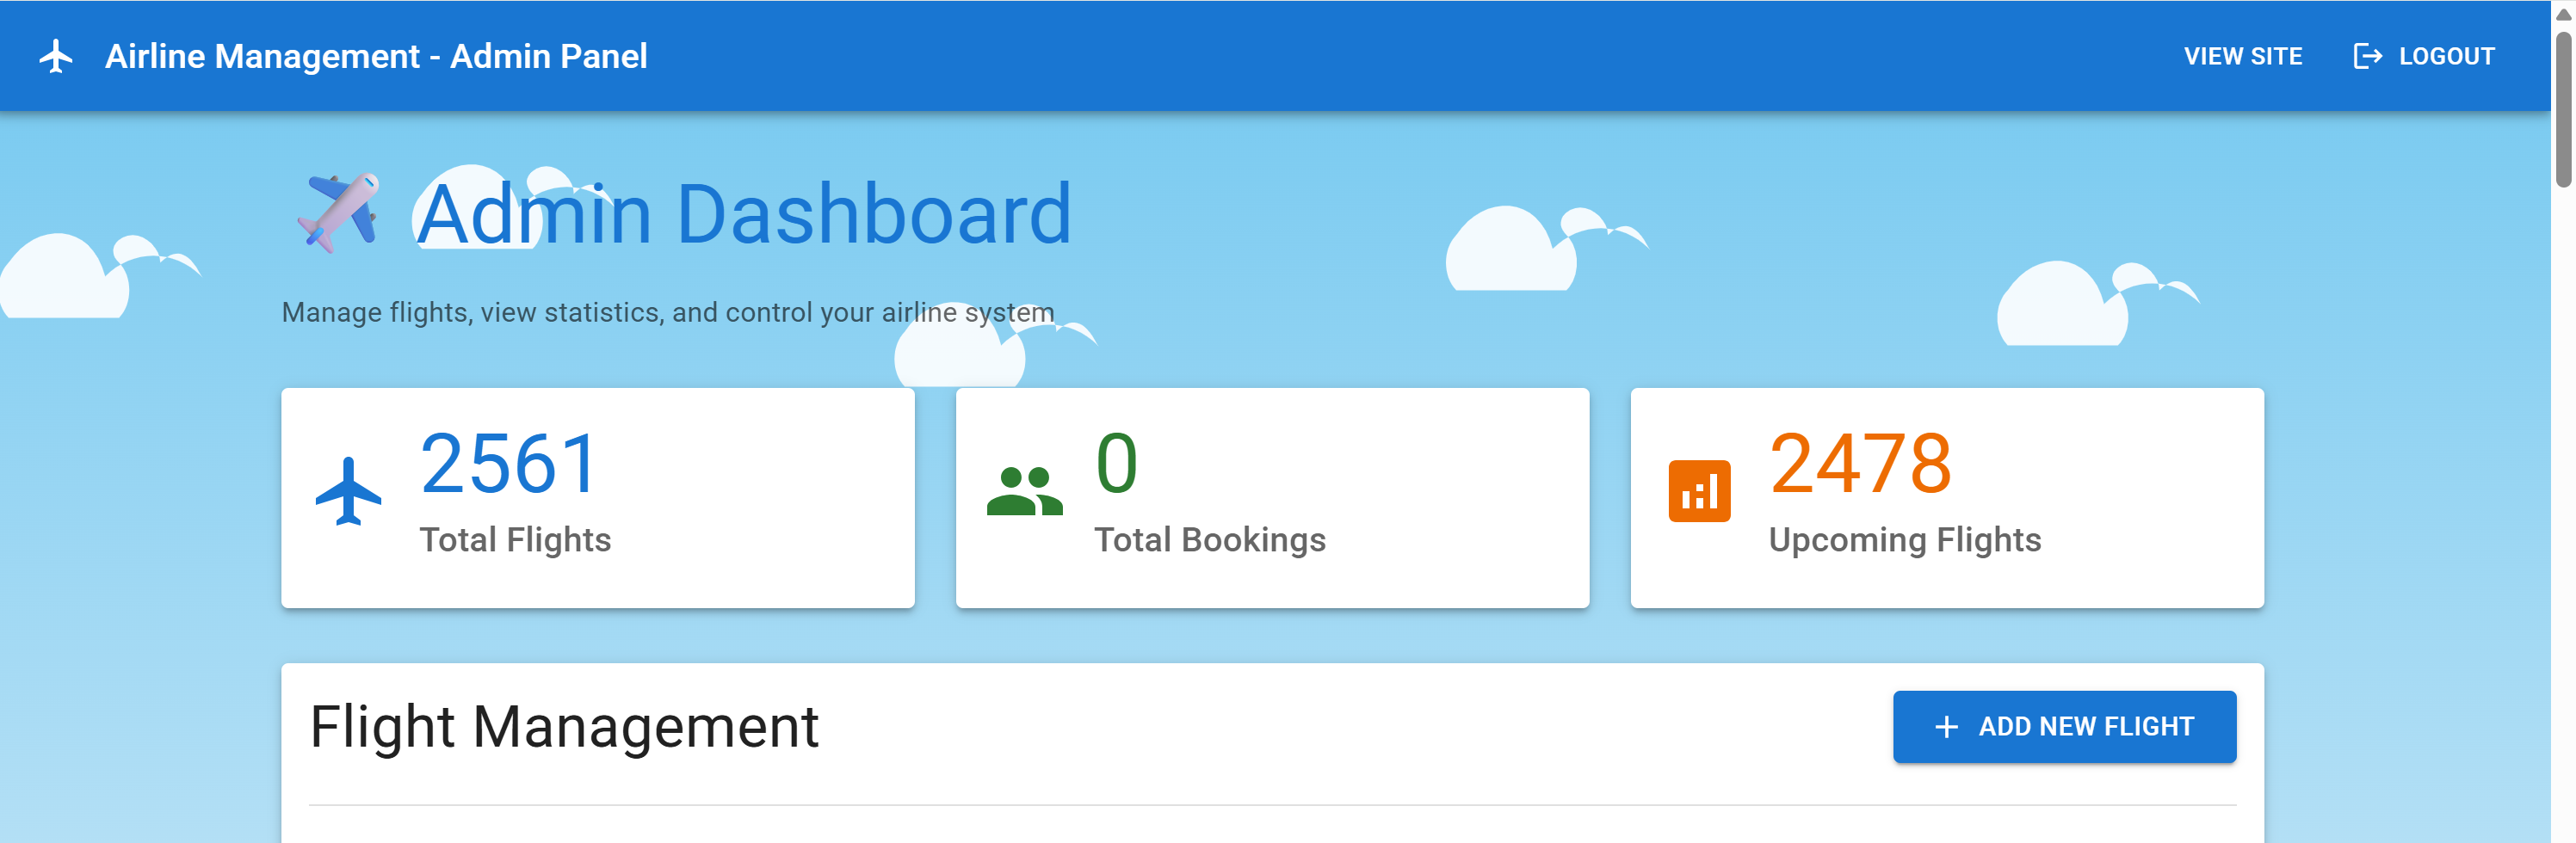 Airline Management - Admin Panel
VIEW SITE
LOGOUT
Admin Dashboard
Manage flights, view statistics, and control your airline system
2561
Total Flights
0
Total Bookings
2478
Upcoming Flights
Flight Management
ADD NEW FLIGHT